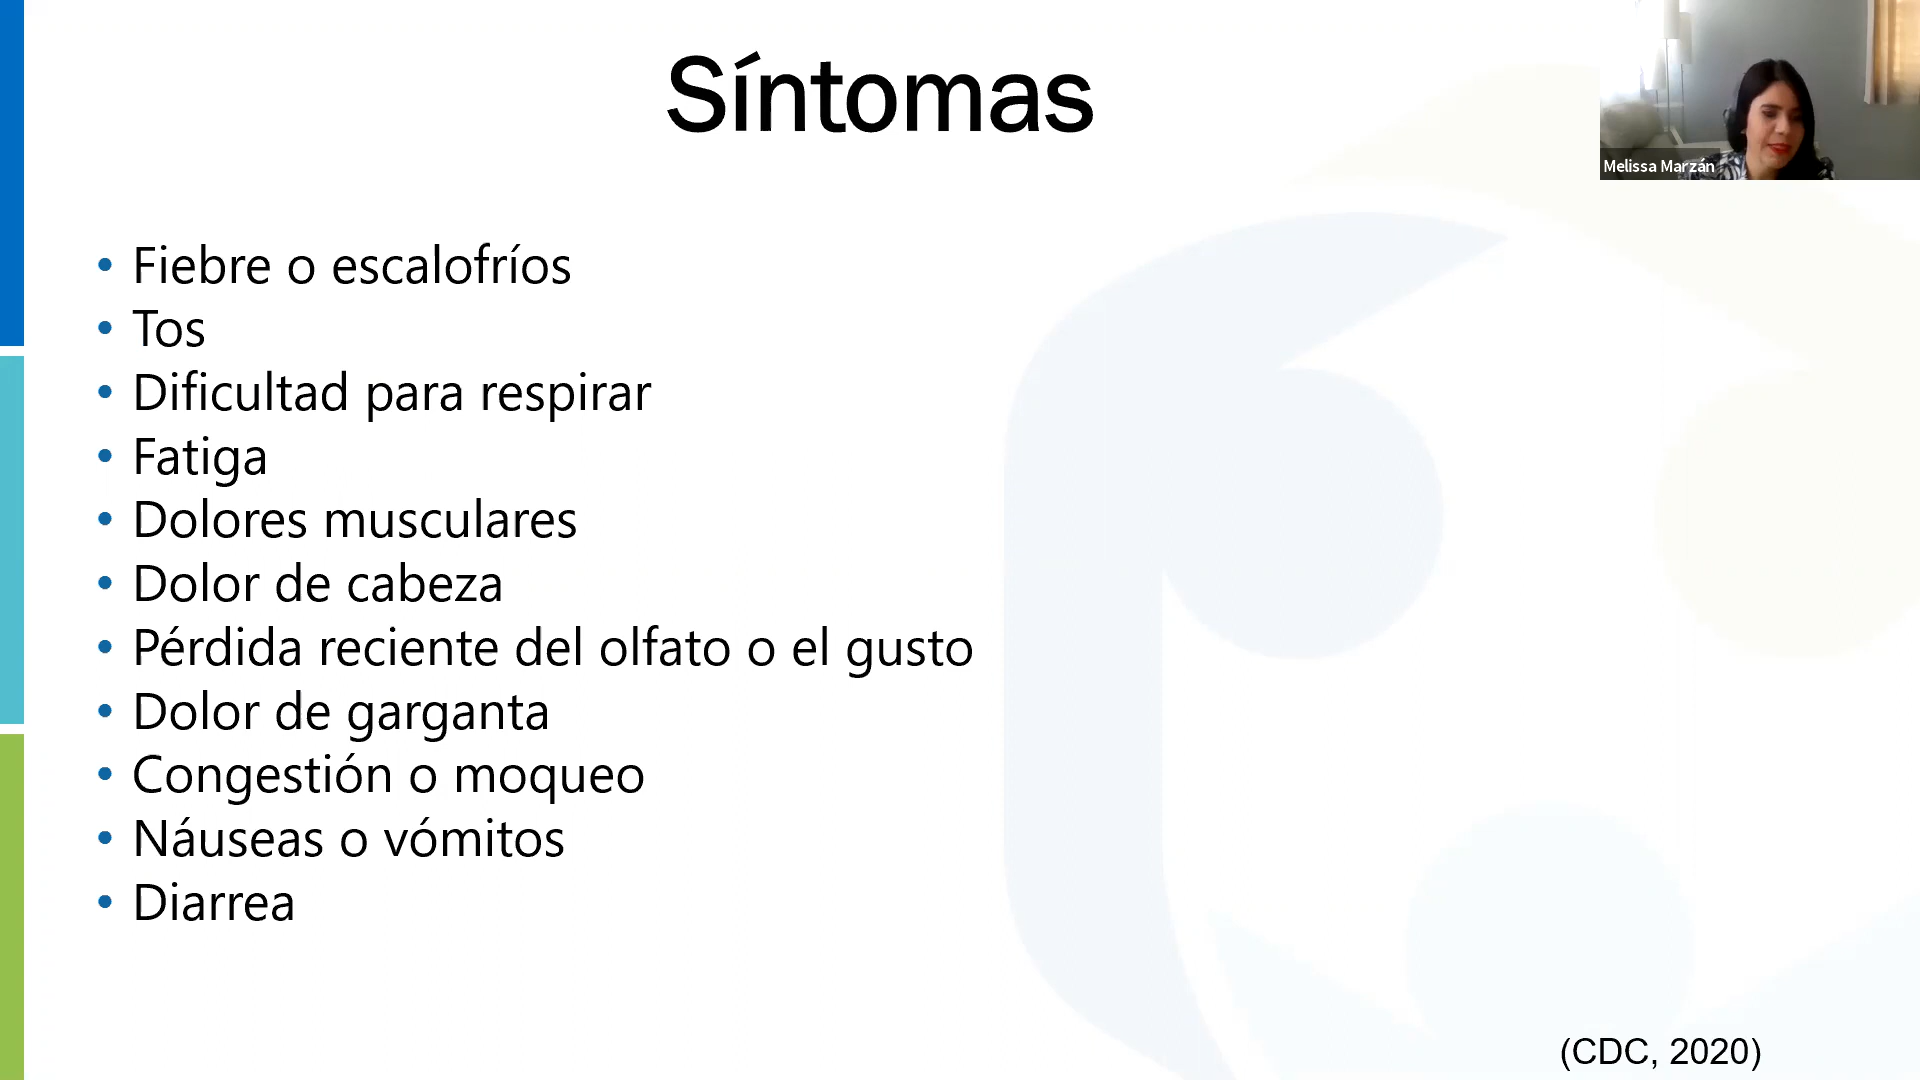 Síntomas
Melissa Marzán
• Fiebre o escalofríos
• Tos
• Dificultad para respirar
• Fatiga
• Dolores musculares
• Dolor de cabeza
• Pérdida reciente del olfato o el gusto
• Dolor de garganta
• Congestión o moqueo
• Náuseas o vómitos
• Diarrea
(CDC, 2020)